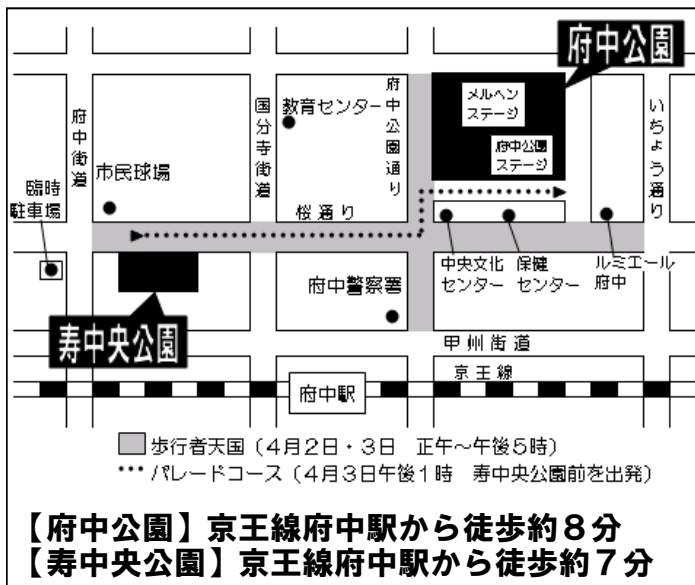 府中公園
メルヘン
ステージ
府中公園
ステージ
府中街道
国分寺街道
教育センター
府中公園通り
いちょう通り
市民球場
臨時
駐車場
桜通り
中央文化
センター
保健
センター
ルミエール
府中
府中警察署
寿中央公園
甲州街道
京王線
府中駅
歩行者天国(4月2日・3日 正午~午後5時)
パレードコース(4月3日午後1時 寿中央公園前を出発)
【府中公園】京王線府中駅から徒歩約8分
【寿中央公園】京王線府中駅から徒歩約7分